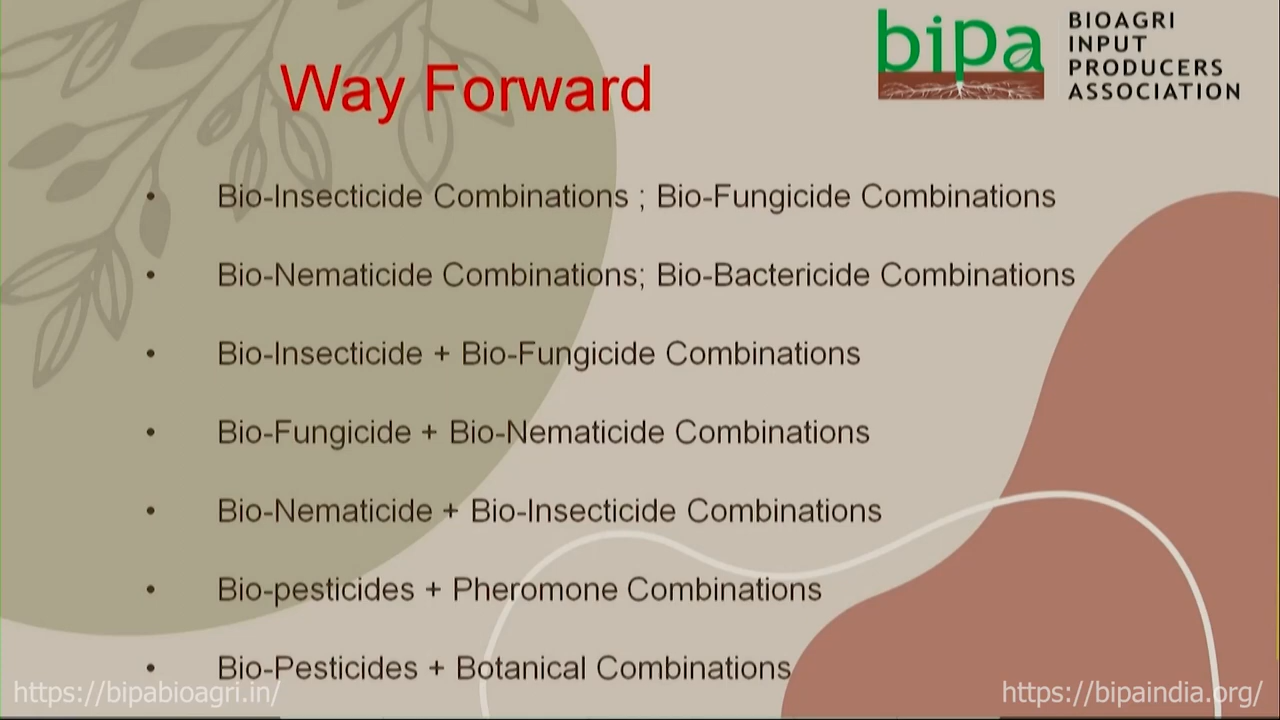 bipa
BIOAGRI
INPUT
PRODUCERS
ASSOCIATION
Way Forward
• Bio-Insecticide Combinations ; Bio-Fungicide Combinations
• Bio-Nematicide Combinations; Bio-Bactericide Combinations
• Bio-Insecticide + Bio-Fungicide Combinations
• Bio-Fungicide + Bio-Nematicide Combinations
• Bio-Nematicide + Bio-Insecticide Combinations
• Bio-pesticides + Pheromone Combinations
• Bio-Pesticides + Botanical Combinations
https://bipabioagri.in/
https://bipaindia.org/